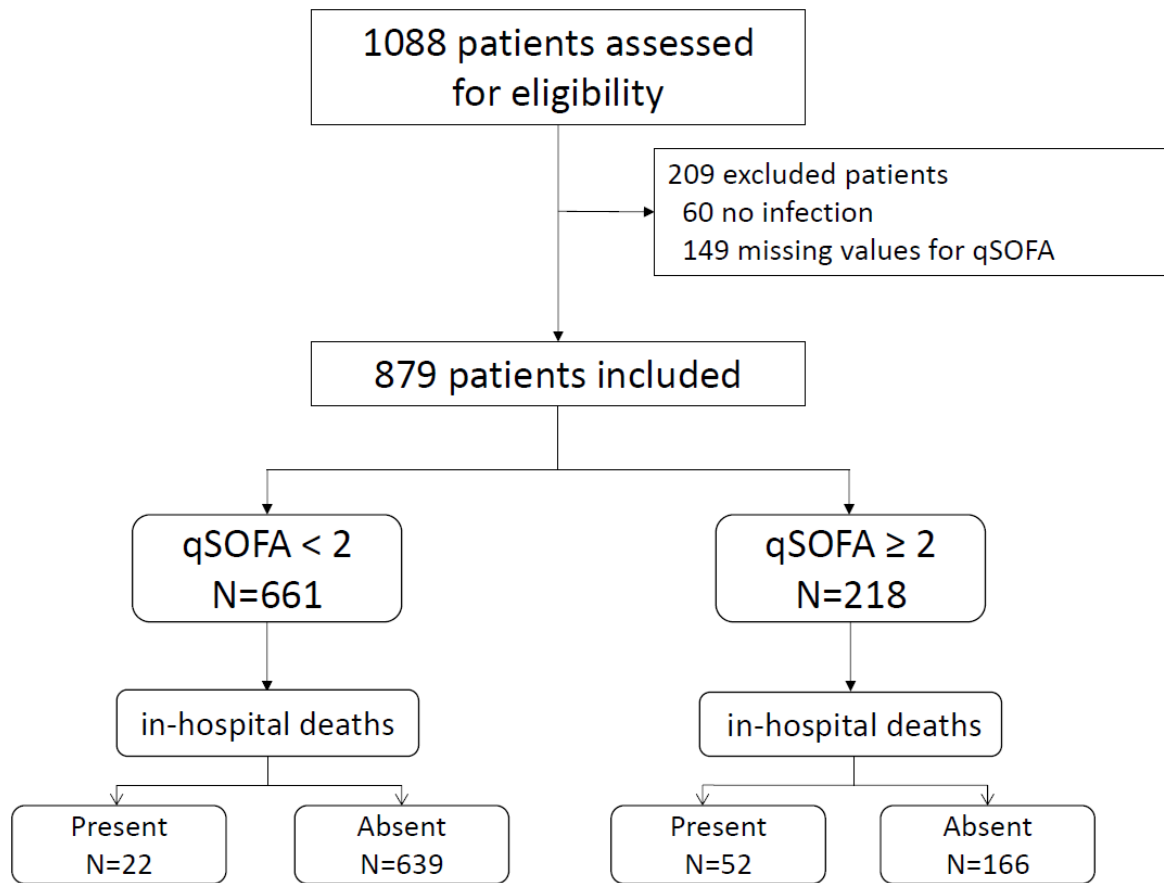 1088 patients assessed
for eligibility
209 excluded patients
60 no infection
149 missing values for qSOFA
879 patients included
qSOFA < 2
N=661
qSOFA ≥ 2
N=218
in-hospital deaths
in-hospital deaths
Present
N=22
Absent
N=639
Present
N=52
Absent
N=166